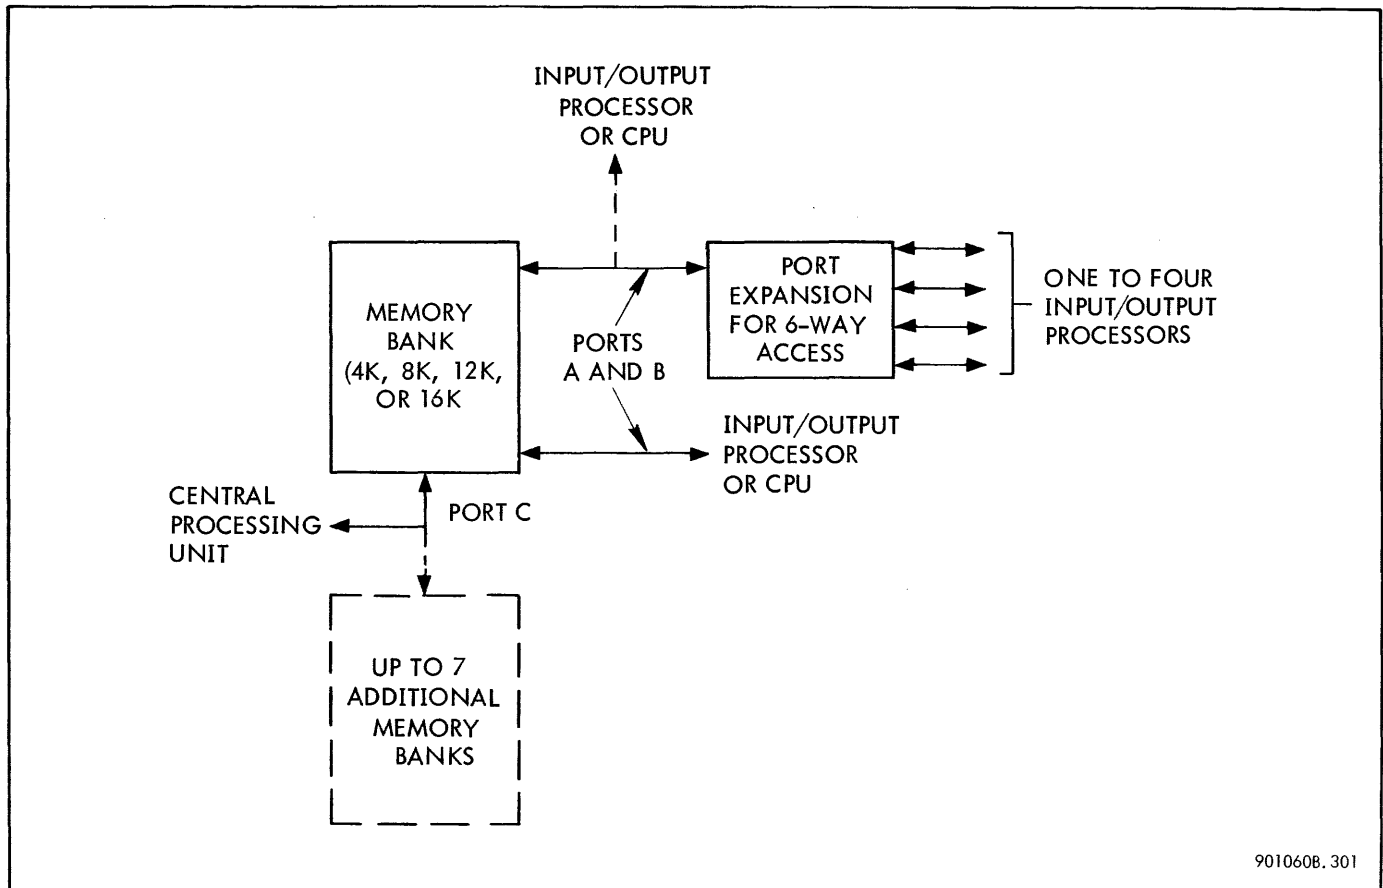 INPUT/OUTPUT
PROCESSOR
OR CPU
MEMORY
BANK
(4K, 8K, 12K,
OR 16K
PORTS
A AND B
PORT
EXPANSION
FOR 6-WAY
ACCESS
ONE TO FOUR
INPUT/OUTPUT
PROCESSORS
INPUT/OUTPUT
PROCESSOR
OR CPU
CENTRAL
PROCESSING
UNIT
PORT C
UP TO 7
ADDITIONAL
MEMORY
BANKS
901060B.301